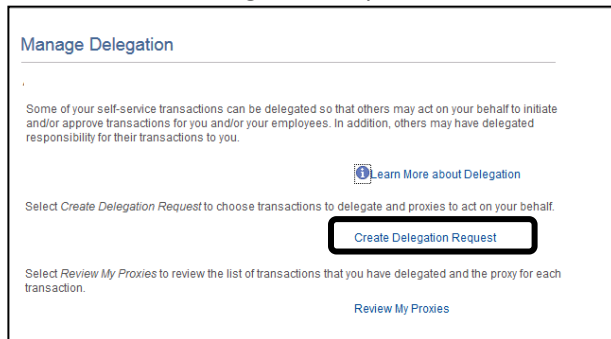 Manage Delegation
Some of your self-service transactions can be delegated so that others may act on your behalf to initiate
and/or approve transactions for you and/or your employees. In addition, others may have delegated
responsibility for their transactions to you.
Learn More about Delegation
Select Create Delegation Request to choose transactions to delegate and proxies to act on your behalf.
Create Delegation Request
Select Review My Proxies to review the list of transactions that you have delegated and the proxy for each
transaction.
Review My Proxies